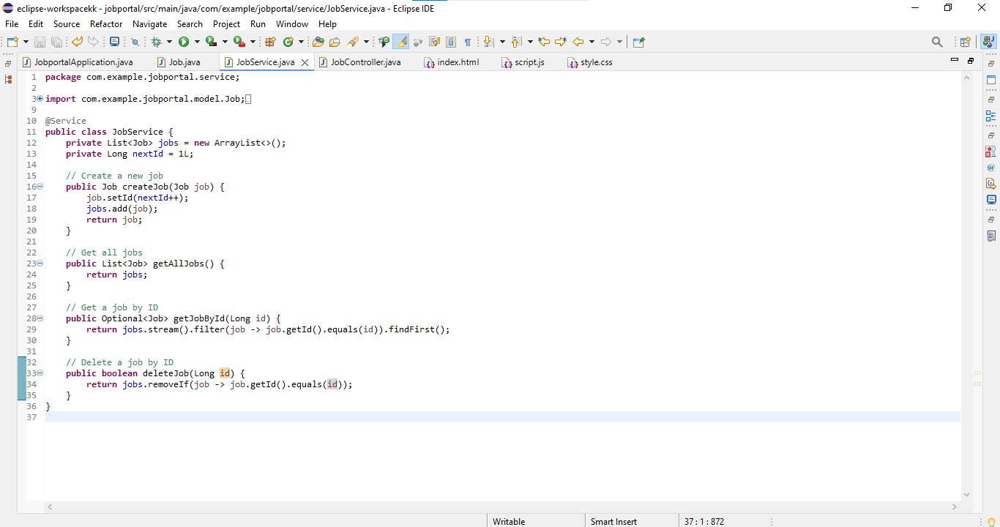 eclipse-workspacekk - jobportal/src/main/java/com/example/jobportal/service/JobService.java - Eclipse IDE
File Edit Source Refactor Navigate Search Project Run Window Help
JobportalApplication.java Job.java JobService.java JobController.java index.html script.js style.css
1 package com.example.jobportal.service;
2
3 import com.example.jobportal.model.Job;
9
10 @Service
11 public class JobService {
12     private List<Job> jobs = new ArrayList<>();
13     private Long nextId = 1L;
14
15     // Create a new job
16     public Job createJob(Job job) {
17         job.setId(nextId++);
18         jobs.add(job);
19         return job;
20     }
21
22     // Get all jobs
23     public List<Job> getAllJobs() {
24         return jobs;
25     }
26
27     // Get a job by ID
28     public Optional<Job> getJobById(Long id) {
29         return jobs.stream().filter(job -> job.getId().equals(id)).findFirst();
30     }
31
32     // Delete a job by ID
33     public boolean deleteJob(Long id) {
34         return jobs.removeIf(job -> job.getId().equals(id));
35     }
36 }
37
Writable Smart Insert 37 : 1 : 872